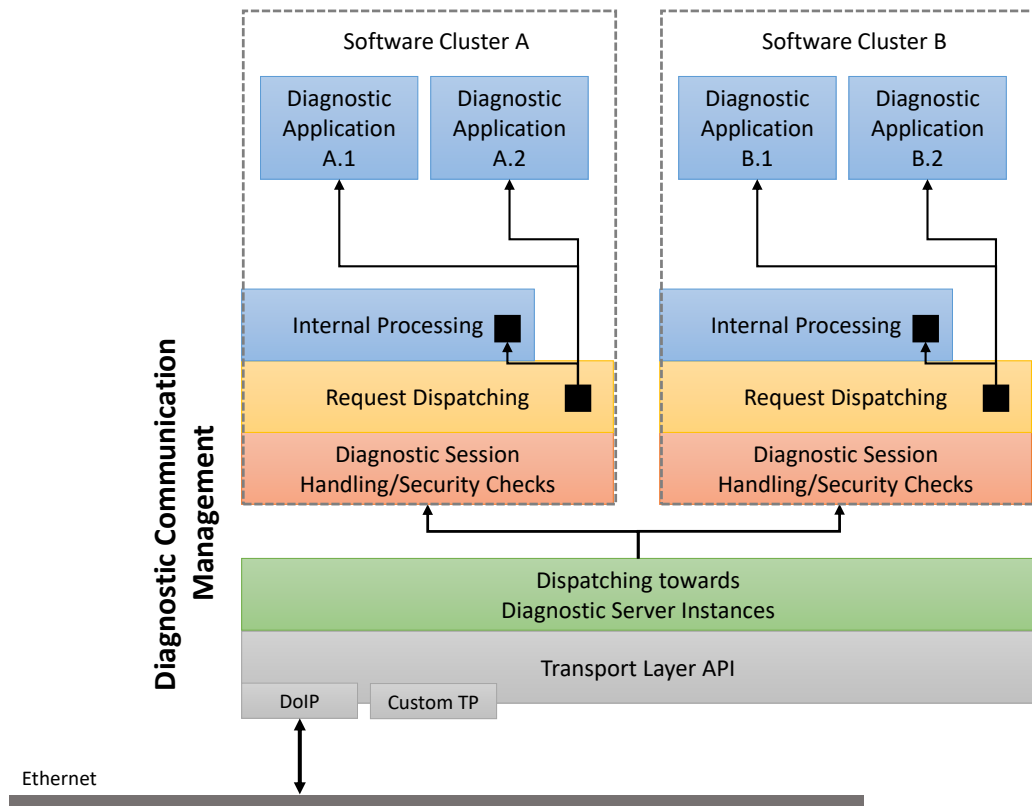 Software Cluster A
Diagnostic
Application
A.1
Diagnostic
Application
A.2
Internal Processing
Request Dispatching
Diagnostic Session
Handling/Security Checks
Software Cluster B
Diagnostic
Application
B.1
Diagnostic
Application
B.2
Internal Processing
Request Dispatching
Diagnostic Session
Handling/Security Checks
Diagnostic Communication
Management
Dispatching towards
Diagnostic Server Instances
Transport Layer API
DoIP
Custom TP
Ethernet